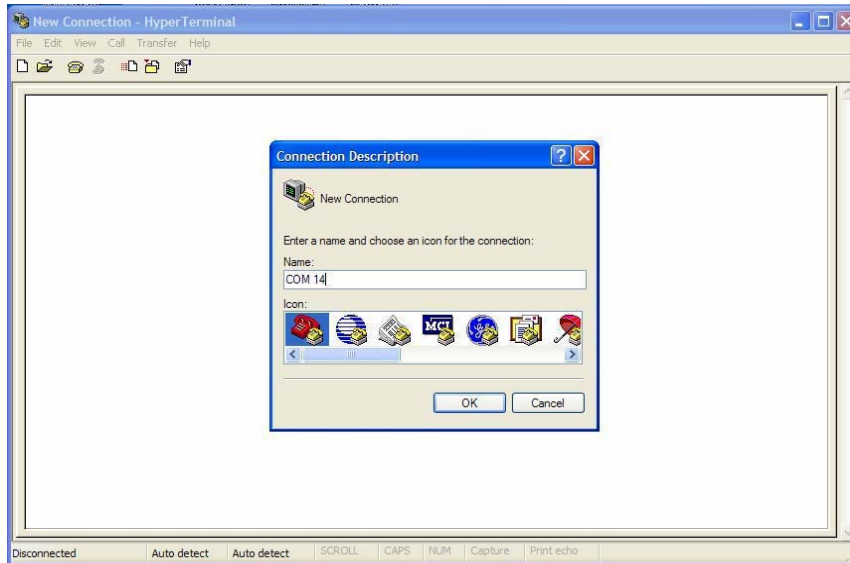 New Connection - HyperTerminal
File Edit View Call Transfer Help
Connection Description
New Connection
Enter a name and choose an icon for the connection:
Name:
COM 14
Icon:
MCI
OK Cancel
Disconnected Auto detect Auto detect SCROLL CAPS NUM Capture Print echo